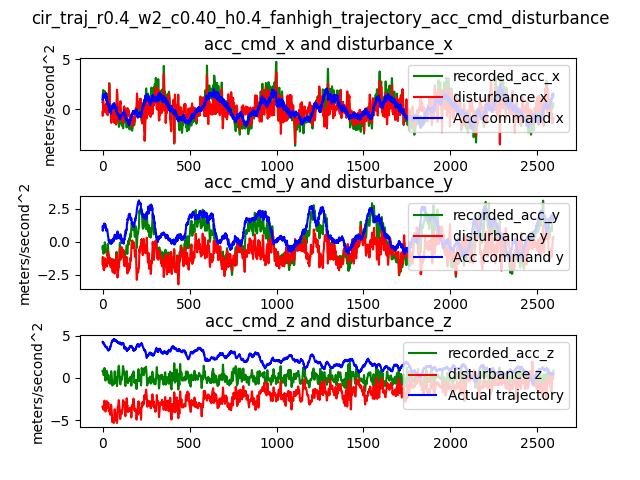 cir_traj_r0.4_w2_c0.40_h0.4_fanhigh_trajectory_acc_cmd_disturbance
acc_cmd_x and disturbance_x
meters/second^2
5
0
recorded_acc_x
disturbance x
Acc command x
0 500 1000 1500 2000 2500
acc_cmd_y and disturbance_y
meters/second^2
2.5
0.0
−2.5
recorded_acc_y
disturbance y
Acc command y
0 500 1000 1500 2000 2500
acc_cmd_z and disturbance_z
meters/second^2
5
0
−5
recorded_acc_z
disturbance z
Actual trajectory
0 500 1000 1500 2000 2500